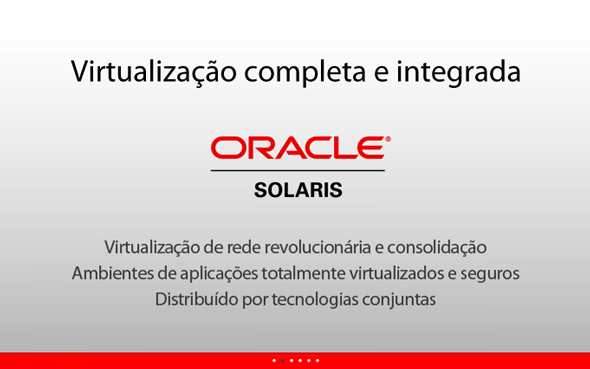 Virtualização completa e integrada
ORACLE®
SOLARIS
Virtualização de rede revolucionária e consolidação
Ambientes de aplicações totalmente virtualizados e seguros
Distribuído por tecnologias conjuntas